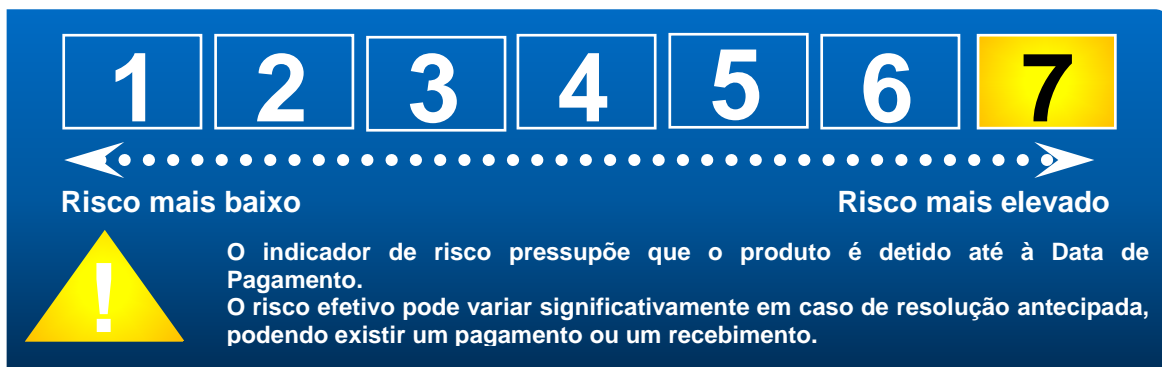 1 2 3 4 5 6 7
Risco mais baixo Risco mais elevado
!
O indicador de risco pressupõe que o produto é detido até à Data de
Pagamento.
O risco efetivo pode variar significativamente em caso de resolução antecipada,
podendo existir um pagamento ou um recebimento.